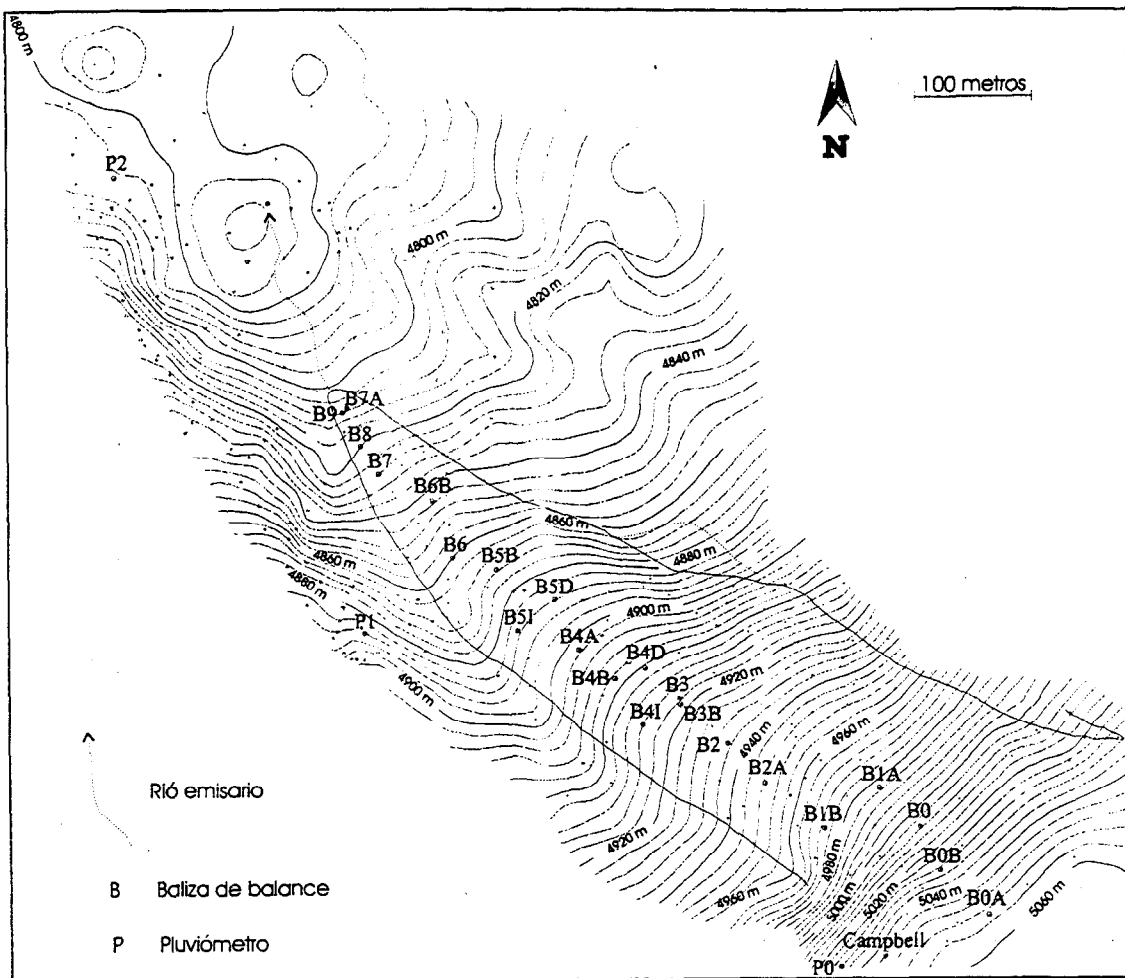 4800 m
100 metros
N
P2
4800 m
4820 m
4840 m
B7A
B9
B8
B7
B6B
4860 m
B6
B5B
4860 m
4880 m
4880 m
B5D
4900 m
P1
B5I
B4A
B4D
B4B
4900 m
B3
4920 m
B3B
B4I
B2
4940 m
4960 m
B2A
B1A
B1B
B0
4920 m
4980 m
B0B
4960 m
5000 m
5020 m
5040 m
B0A
5060 m
Campbell
P0
Río emisario
B Baliza de balance
P Pluviómetro